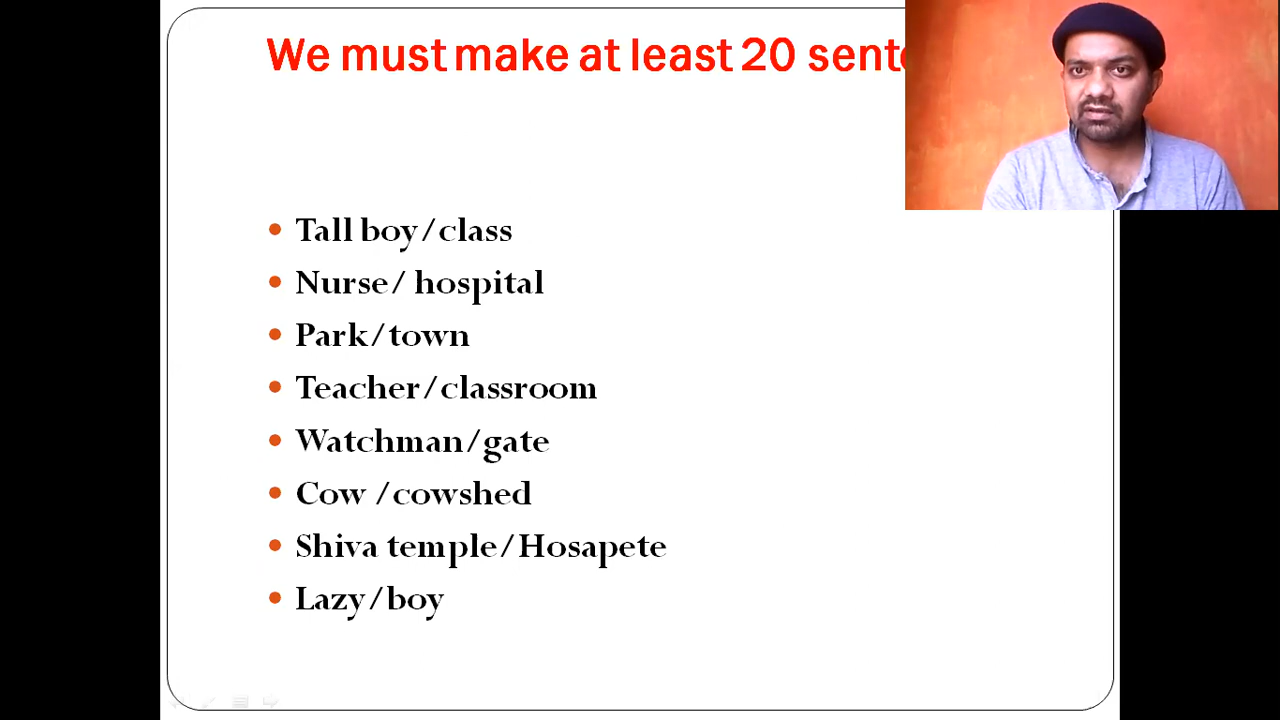 We must make at least 20
Tall boy/class
Nurse/ hospital
Park/town
Teacher/classroom
Watchman/gate
Cow /cowshed
Shiva temple/Hosapete
Lazy/boy